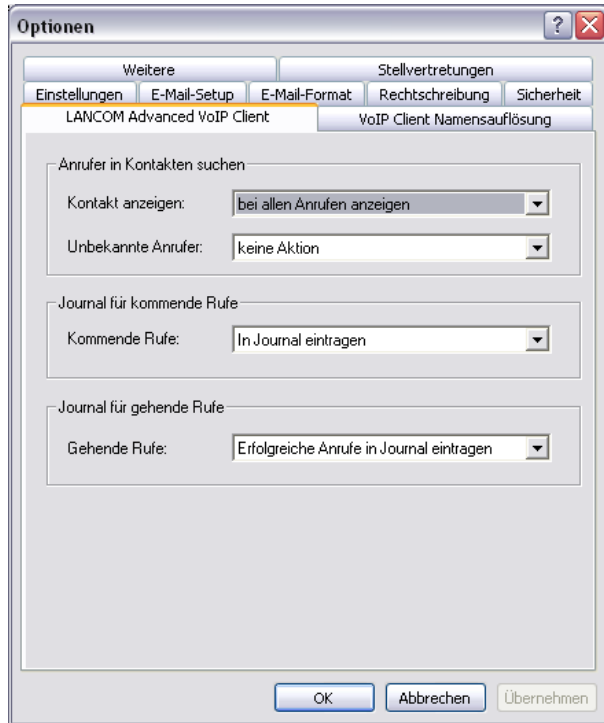 Optionen
Weitere Stellvertretungen
Einstellungen E-Mail-Setup E-Mail-Format Rechtschreibung Sicherheit
LANCOM Advanced VoIP Client VoIP Client Namensauflösung
Anrufer in Kontakten suchen
Kontakt anzeigen: bei allen Anrufen anzeigen
Unbekannte Anrufer: keine Aktion
Journal für kommende Rufe
Kommende Rufe: In Journal eintragen
Journal für gehende Rufe
Gehende Rufe: Erfolgreiche Anrufe in Journal eintragen
OK Abbrechen Übernehmen